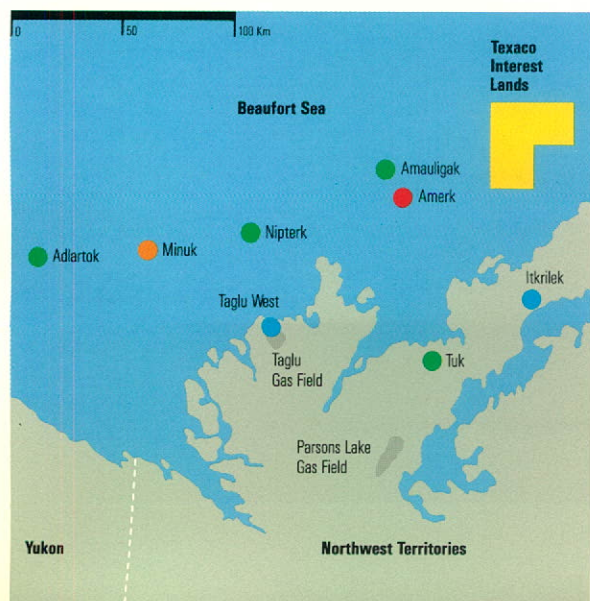 0 50 100 Km
Texaco
Interest
Lands
Beaufort Sea
Amauligak
Amerk
Nipterk
Adlartok
Minuk
Itkrilek
Taglu West
Taglu
Gas Field
Tuk
Parsons Lake
Gas Field
Yukon
Northwest Territories